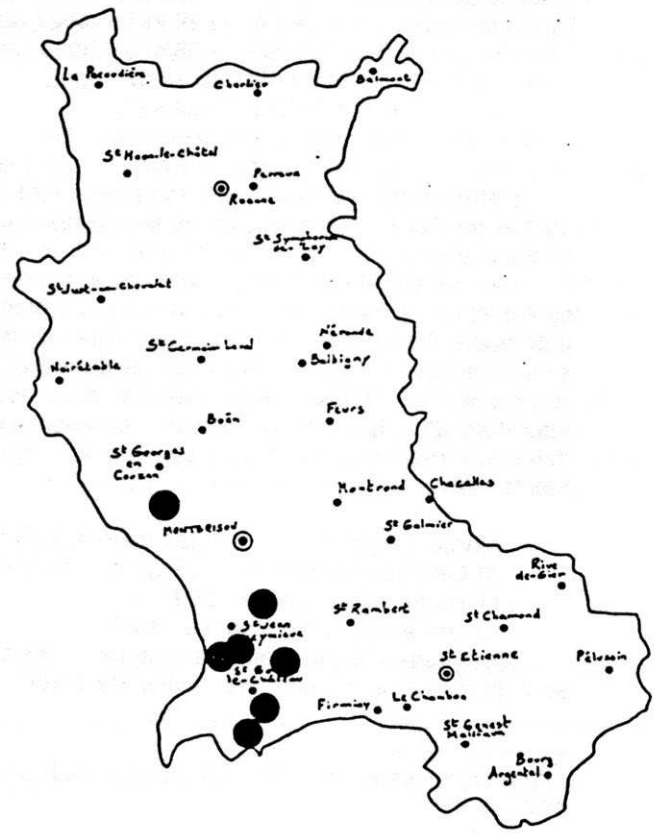 La Pacaudière
Charlieu
Belmont
St Haon-le-Châtel
Perreux
Roanne
St Symphorien
de-Lay
St Just-en Chevalet
St Germain Laval
Néronde
Balbigny
Noirétable
Boën
Feurs
St Georges
en
Couzan
Montrond
Chazelles
MONTBRISON
St Galmier
Rive
de-Gier
St Rambert
St Chamond
St Jean
St Etienne
Pélussin
le-Château
Firminy
Le Chambon
St Genest
Malifaux
Bourg
Argental